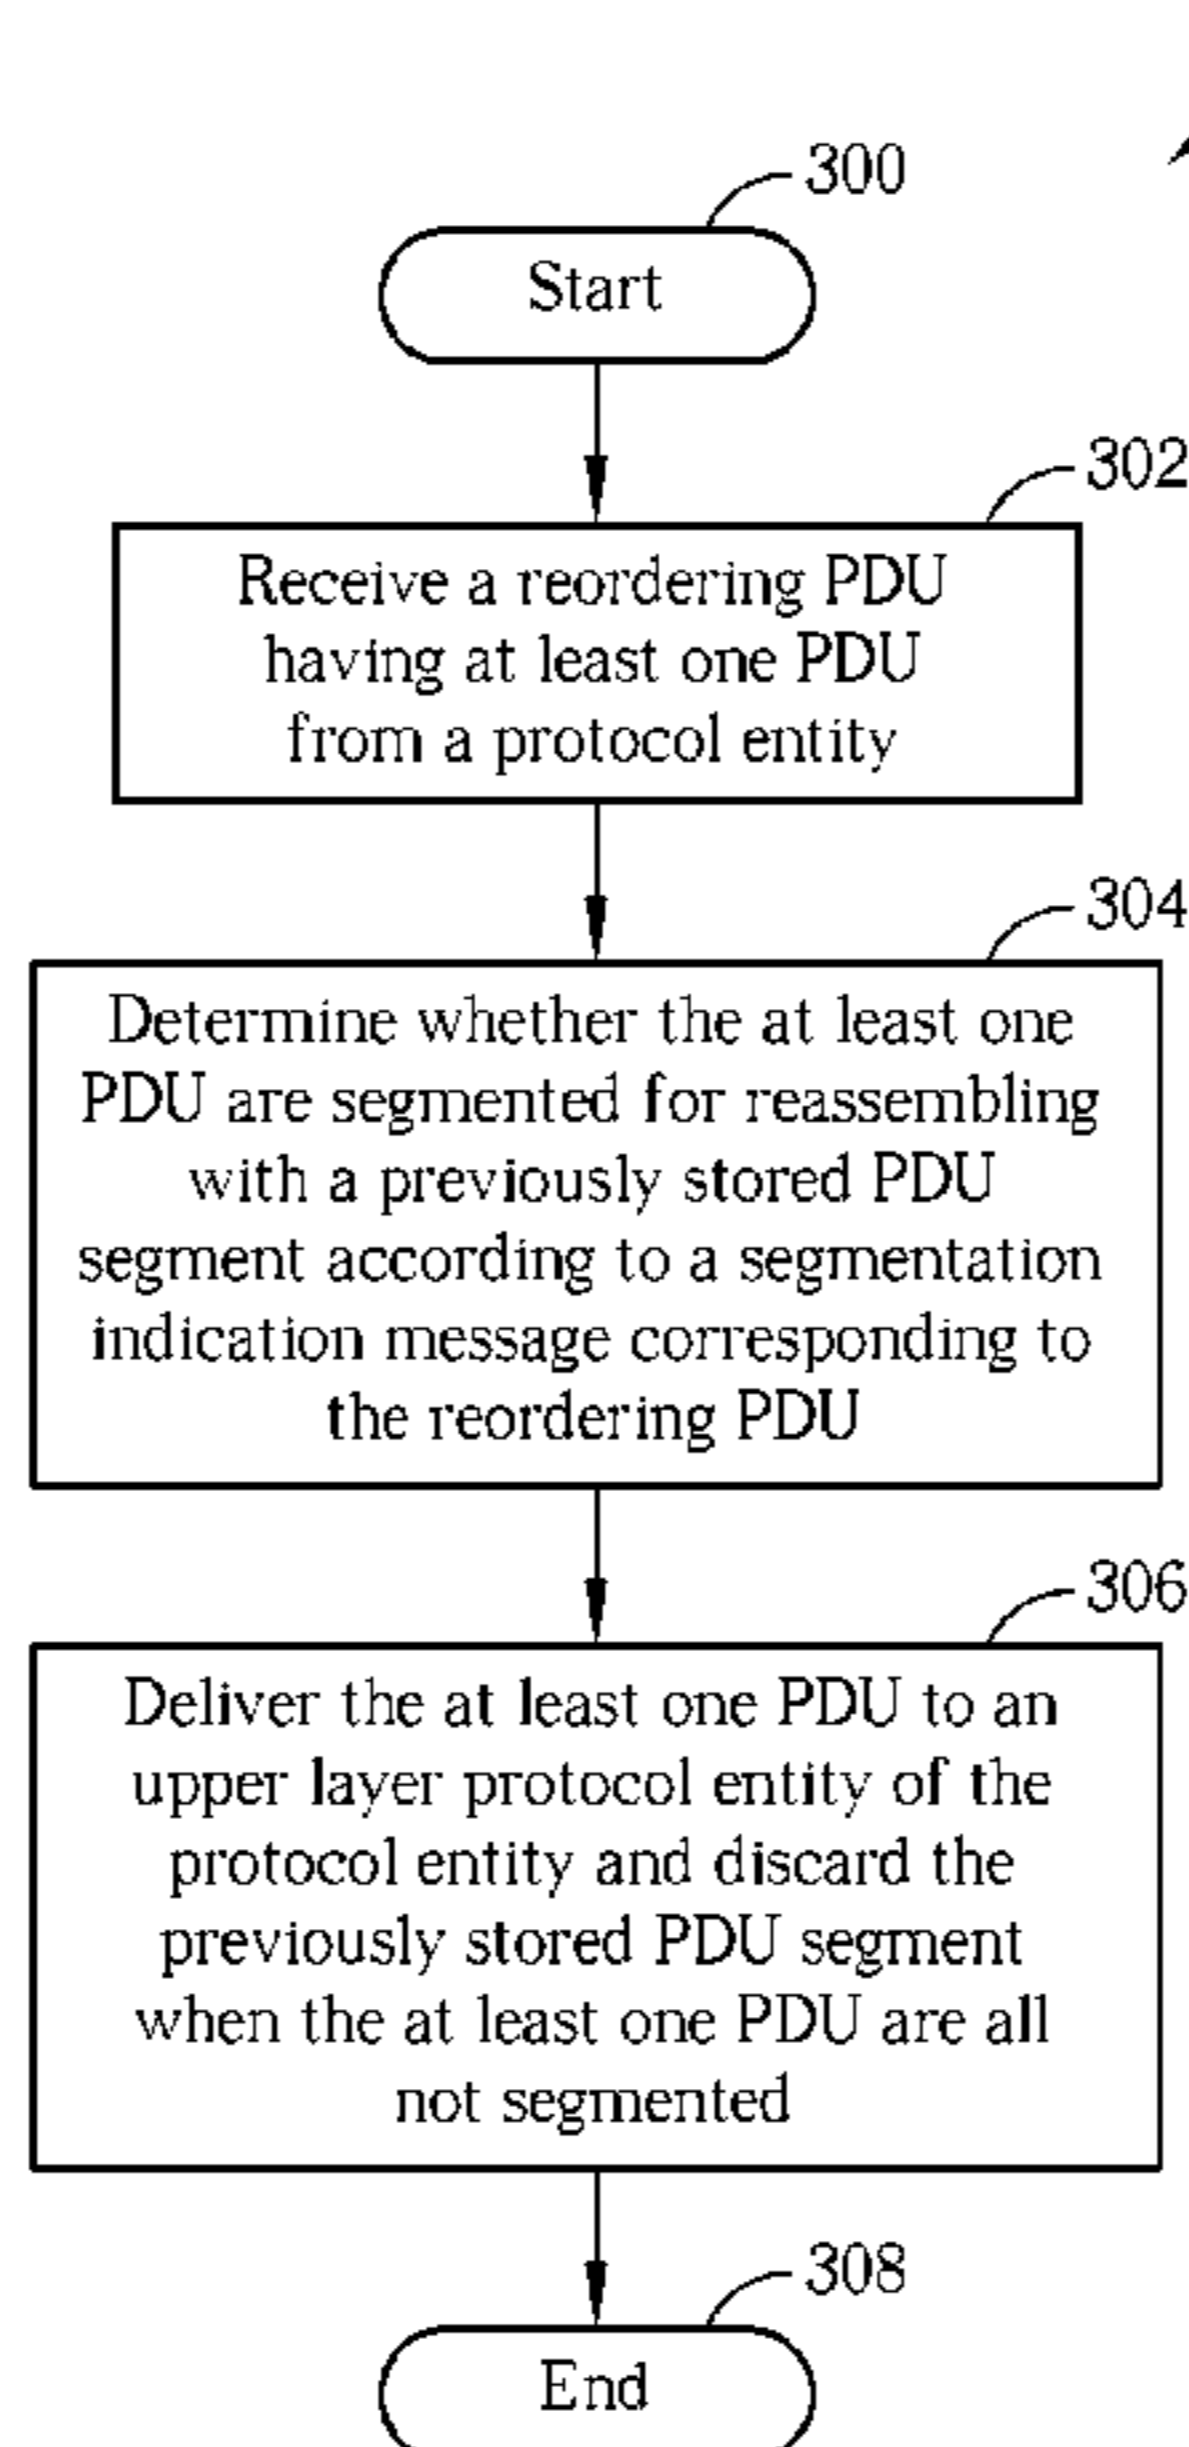 300
Start
302
Receive a reordering PDU
having at least one PDU
from a protocol entity
304
Determine whether the at least one
PDU are segmented for reassembling
with a previously stored PDU
segment according to a segmentation
indication message corresponding to
the reordering PDU
306
Deliver the at least one PDU to an
upper layer protocol entity of the
protocol entity and discard the
previously stored PDU segment
when the at least one PDU are all
not segmented
308
End